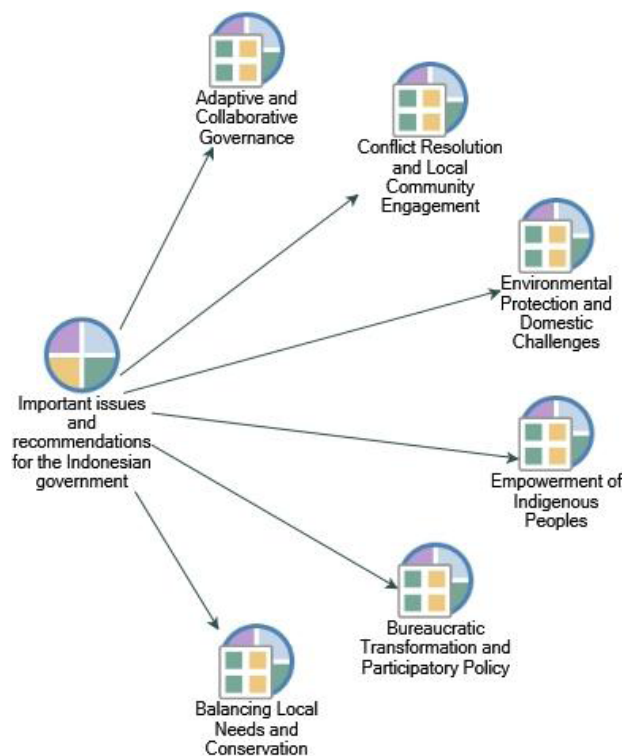 Adaptive and
Collaborative
Governance
Conflict Resolution
and Local
Community
Engagement
Environmental
Protection and
Domestic
Challenges
Important issues
and
recommendations
for the Indonesian
government
Empowerment of
Indigenous
Peoples
Bureaucratic
Transformation and
Participatory Policy
Balancing Local
Needs and
Conservation